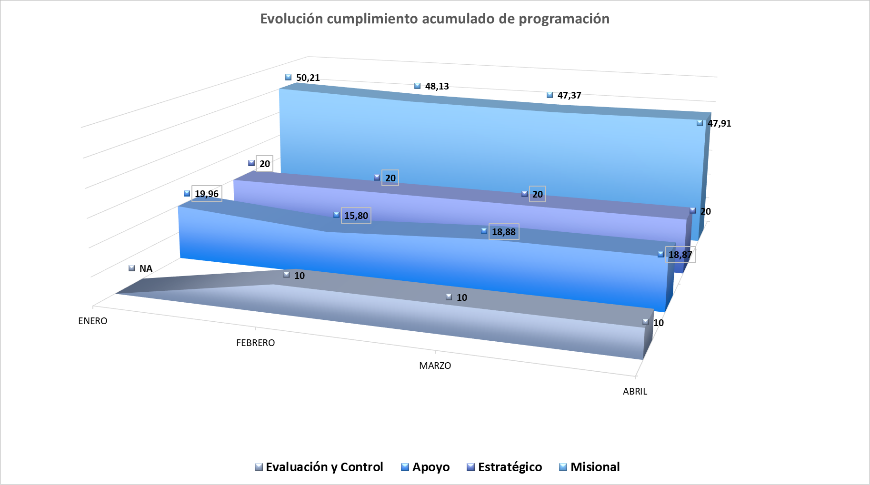 Evolución cumplimiento acumulado de programación
50,21
48,13
47,37
47,91
20
20
20
20
19,96
15,80
18,88
18,87
NA
10
10
10
ENERO
FEBRERO
MARZO
ABRIL
Evaluación y Control
Apoyo
Estratégico
Misional